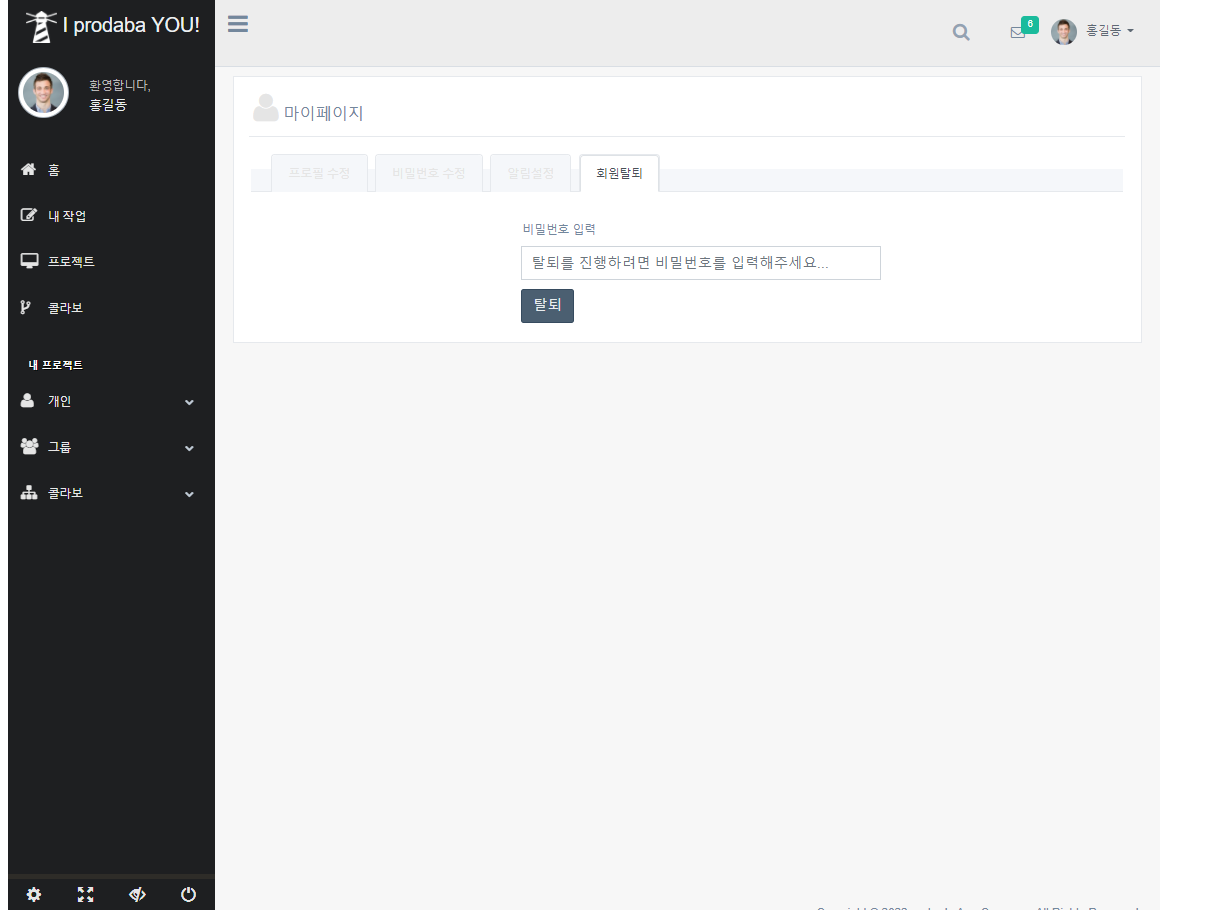 I prodaba YOU!
6
홍길동
환영합니다,
홍길동
홈
내 작업
프로젝트
콜라보
내 프로젝트
개인
그룹
콜라보
마이페이지
프로필 수정
비밀번호 수정
알림설정
회원탈퇴
비밀번호 입력
탈퇴를 진행하려면 비밀번호를 입력해주세요...
탈퇴